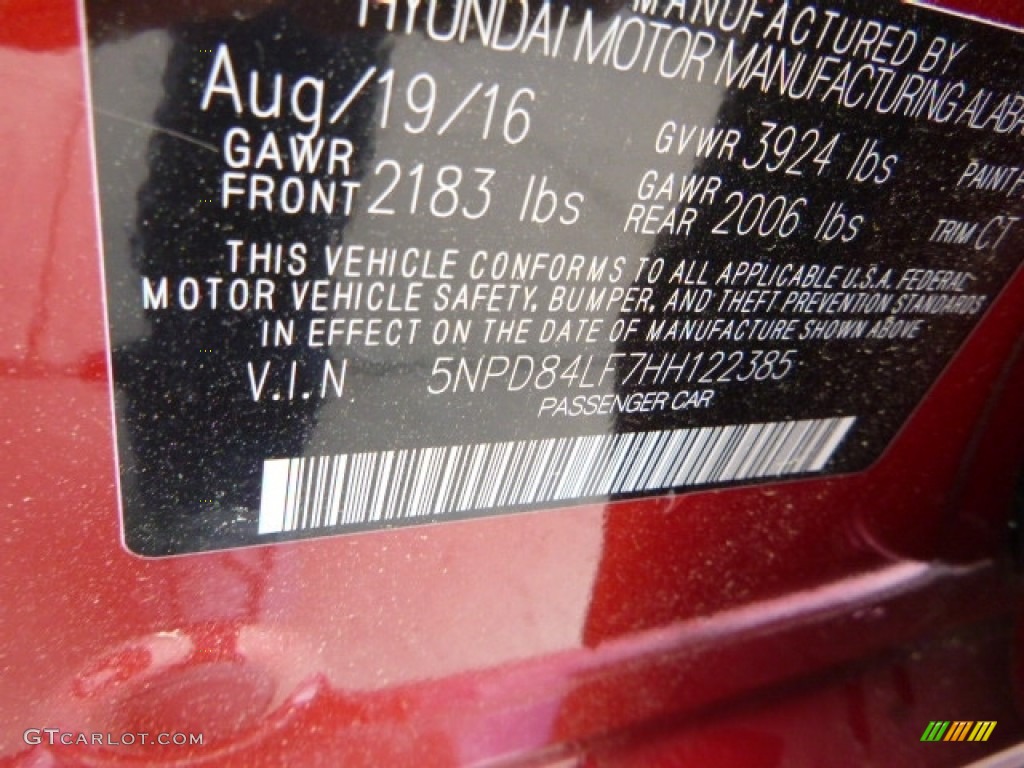 MANUFACTURED BY
HYUNDAI MOTOR MANUFACTURING ALABA
Aug/19/16 GVWR 3924 lbs PAINT
GAWR FRONT 2183 lbs GAWR REAR 2006 lbs TRIM CT
THIS VEHICLE CONFORMS TO ALL APPLICABLE U.S.A. FEDERAL
MOTOR VEHICLE SAFETY, BUMPER, AND THEFT PREVENTION STANDARDS
IN EFFECT ON THE DATE OF MANUFACTURE SHOWN ABOVE
V.I.N 5NPD84LF7HH122385
PASSENGER CAR
GTCARLOT.COM